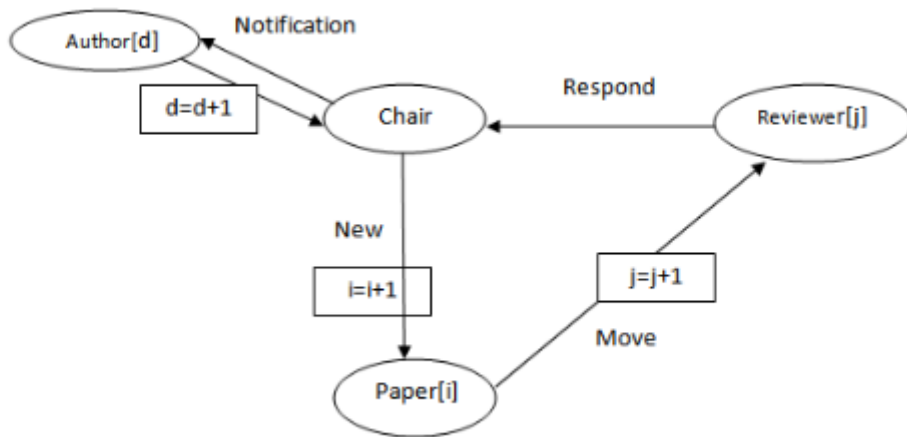 Notification
Author[d]
d=d+1
Chair
Respond
Reviewer[j]
New
i=i+1
j=j+1
Move
Paper[i]